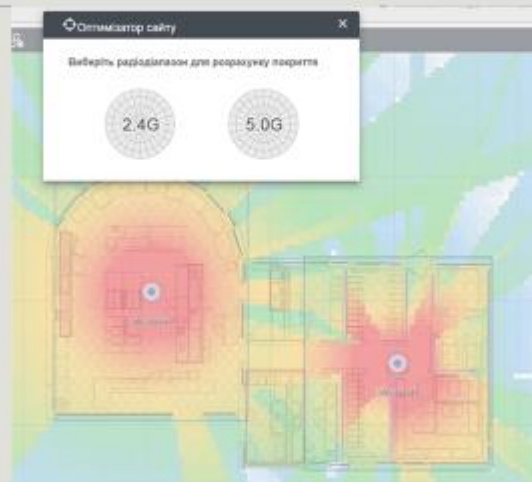 Оптимізатор сайту
Виберіть радіодіапазон для розрахунку покриття
2.4G
5.0G